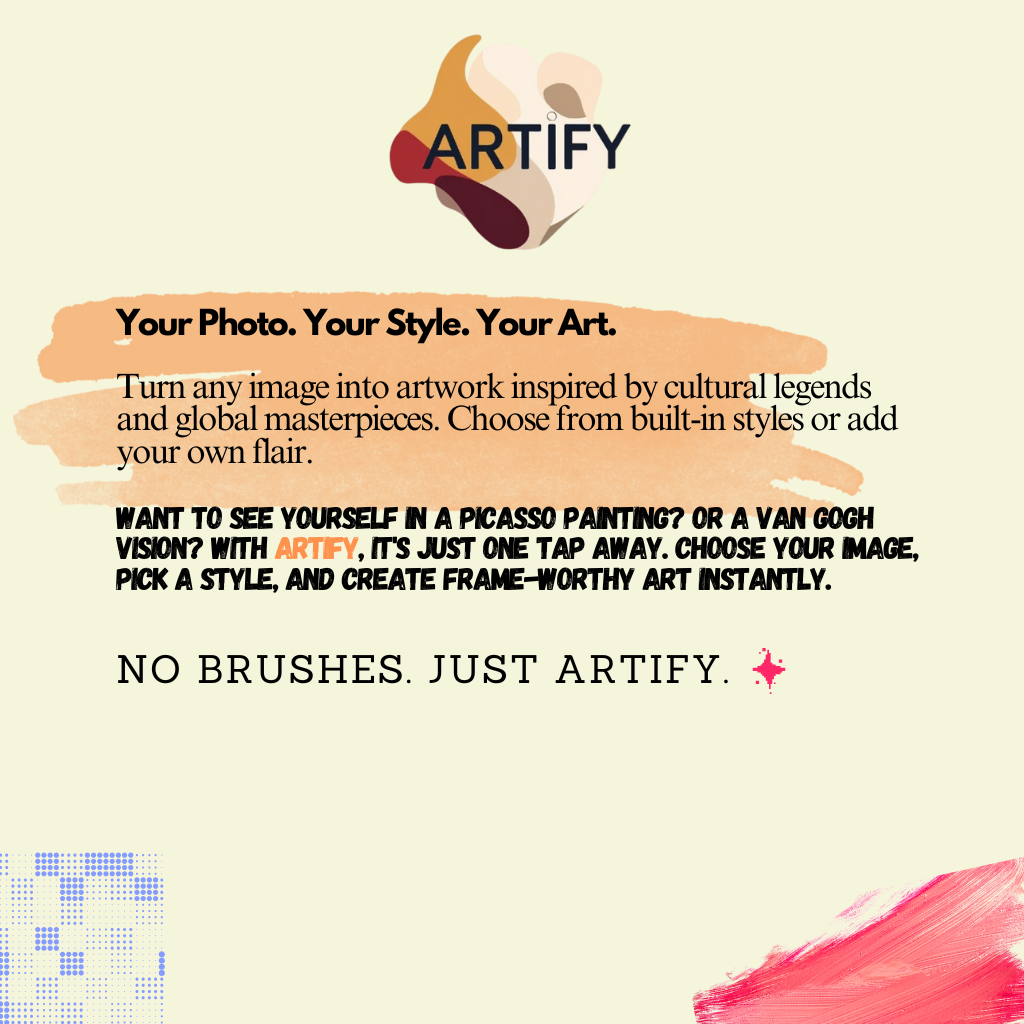 ARTIFY
Your Photo. Your Style. Your Art.
Turn any image into artwork inspired by cultural legends
and global masterpieces. Choose from built-in styles or add
your own flair.
WANT TO SEE YOURSELF IN A PICASSO PAINTING? OR A VAN GOGH
VISION? WITH ARTIFY, IT'S JUST ONE TAP AWAY. CHOOSE YOUR IMAGE,
PICK A STYLE, AND CREATE FRAME-WORTHY ART INSTANTLY.
NO BRUSHES. JUST ARTIFY.